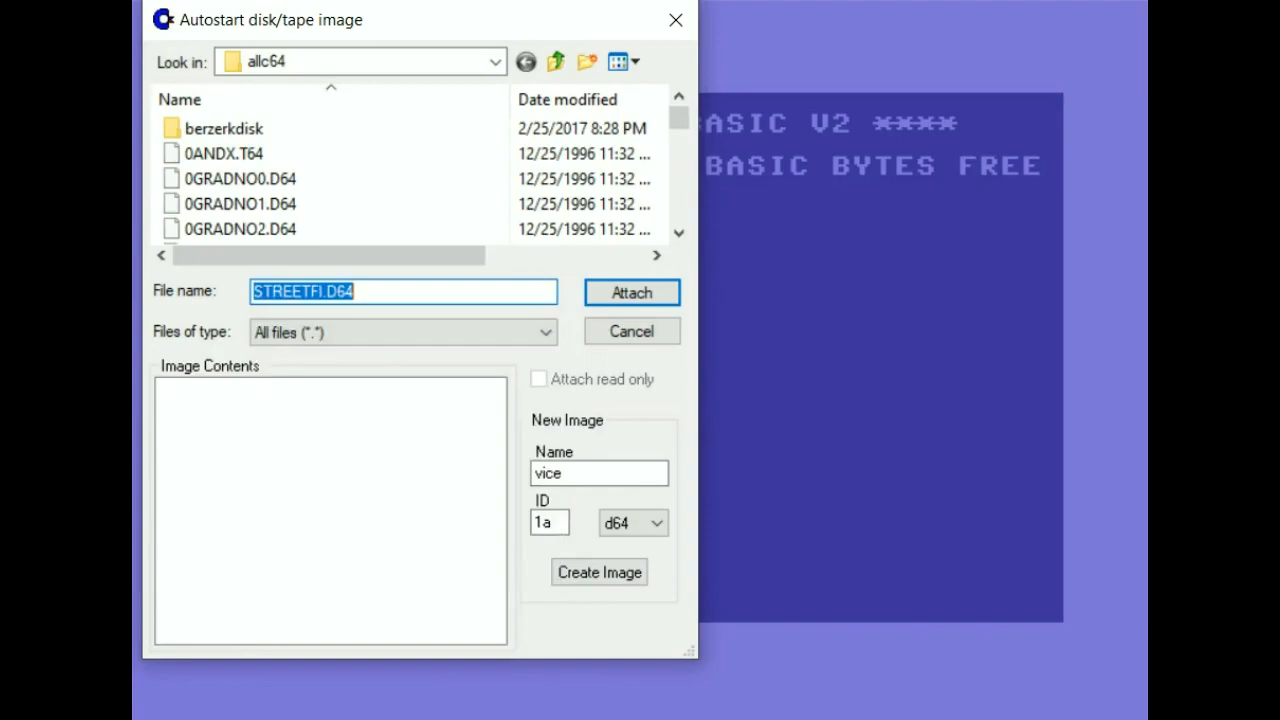 Autostart disk/tape image
Look in: allc64
Name Date modified
berzerkdisk 2/25/2017 8:28 PM
0ANDX.T64 12/25/1996 11:32 ...
0GRADNO0.D64 12/25/1996 11:32 ...
0GRADNO1.D64 12/25/1996 11:32 ...
0GRADNO2.D64 12/25/1996 11:32 ...
File name: STREETFI.D64 Attach
Files of type: All files (*.*) Cancel
Image Contents
Attach read only
New Image
Name
vice
ID
1a d64
Create Image
BASIC V2 ****
BASIC BYTES FREE